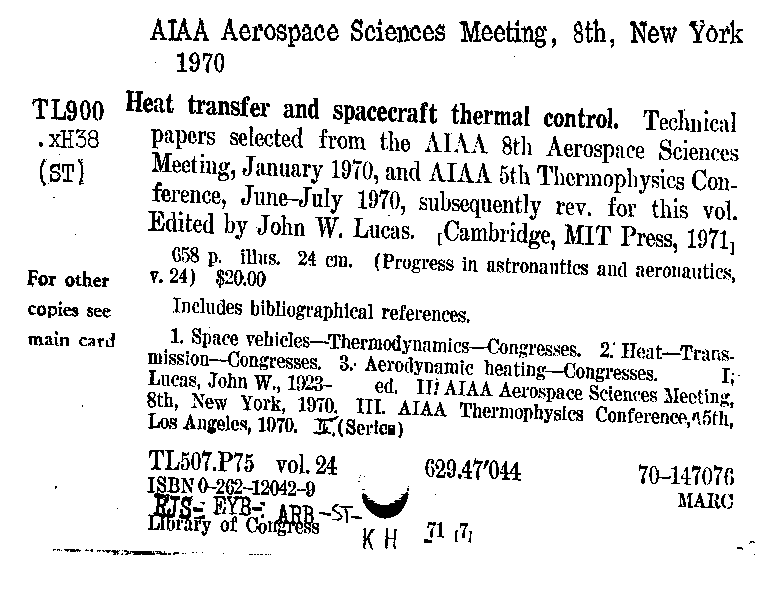 AIAA Aerospace Sciences Meeting, 8th, New York
1970
TL900
.xH38
(ST)
Heat transfer and spacecraft thermal control. Technical
papers selected from the AIAA 8th Aerospace Sciences
Meeting, January 1970, and AIAA 5th Thermophysics Con-
ference, June–July 1970, subsequently rev. for this vol.
Edited by John W. Lucas. [Cambridge, MIT Press, 1971]
658 p. illus. 24 cm. (Progress in astronautics and aeronautics,
v. 24) $20.00
For other
copies see
main card
Includes bibliographical references.
1. Space vehicles—Thermodynamics—Congresses. 2. Heat—Trans-
mission—Congresses. 3. Aerodynamic heating—Congresses. I.
Lucas, John W., 1923– ed. II. AIAA Aerospace Sciences Meeting,
8th, New York, 1970. III. AIAA Thermophysics Conference, 5th,
Los Angeles, 1970. (Series)
TL507.P75 vol. 24 629.47′044 70–147076
ISBN 0–262–12042–9 MARC
RJS- EYB- ARB -ST-
Library of Congress 71 [7]
K H